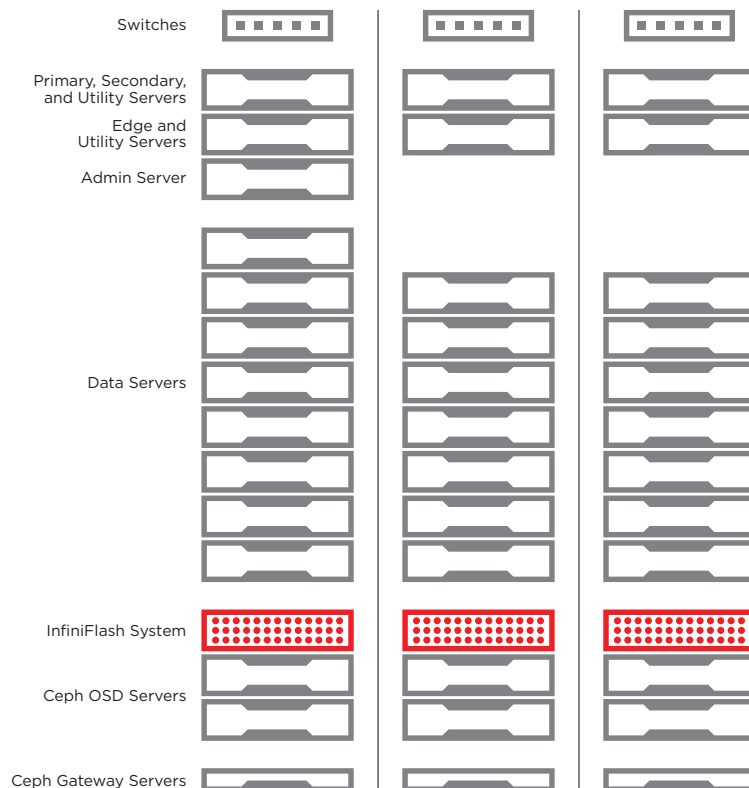 Switches
Primary, Secondary,
and Utility Servers
Edge and
Utility Servers
Admin Server
Data Servers
InfiniFlash System
Ceph OSD Servers
Ceph Gateway Servers